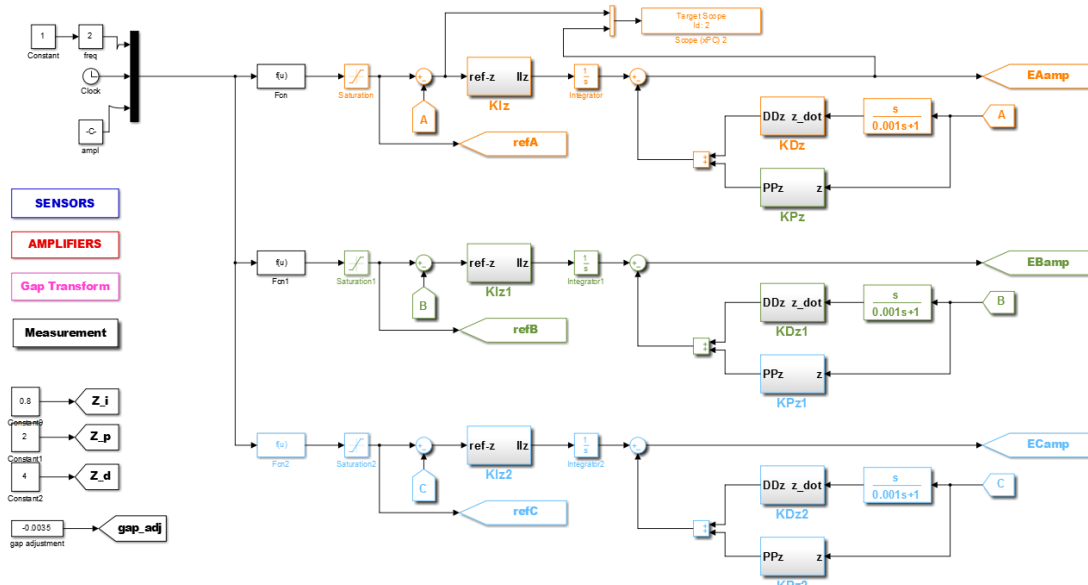 Target Scope
Id: 2
Scope (xPC) 2
1
Constant
2
freq
Clock
-C-
ampl
f(u)
Fcn
Saturation
A
ref-z IIz
KIz
1
s
Integrator
EAamp
refA
DDz z_dot
KDz
s
0.001s+1
A
PPz z
KPz
SENSORS
AMPLIFIERS
Gap Transform
Measurement
f(u)
Fcn1
Saturation1
B
ref-z IIz
KIz1
1
s
Integrator1
EBamp
refB
DDz z_dot
KDz1
s
0.001s+1
B
PPz z
KPz1
0.8
Z_i
2
Constant1
Z_p
4
Constant2
Z_d
-0.0035
gap adjustment
gap_adj
f(u)
Fcn2
Saturation2
C
ref-z IIz
KIz2
1
s
Integrator2
ECamp
refC
DDz z_dot
KDz2
s
0.001s+1
C
PPz z